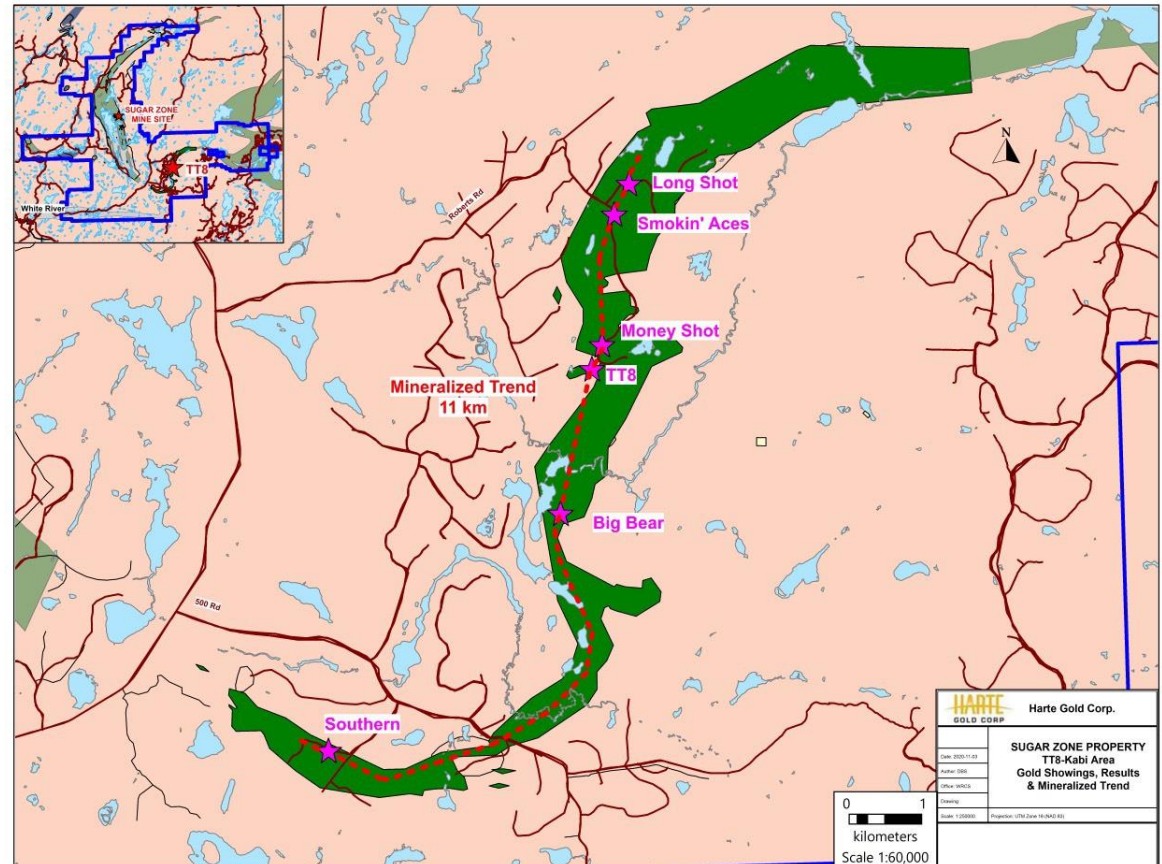 SUGAR ZONE
MINE SITE
TT8
White River
N
Roberts Rd
Long Shot
Smokin' Aces
Money Shot
TT8
Mineralized Trend
11 km
Big Bear
500 Rd
Southern
0 1
kilometers
Scale 1:60,000
HARTE
GOLD CORP
Harte Gold Corp.
Date: 2020-11-03
Author: DBS
Office: WRCS
Drawing
Scale: 1:250000
Projection: UTM Zone 16 (NAD 83)
SUGAR ZONE PROPERTY
TT8-Kabi Area
Gold Showings, Results
& Mineralized Trend